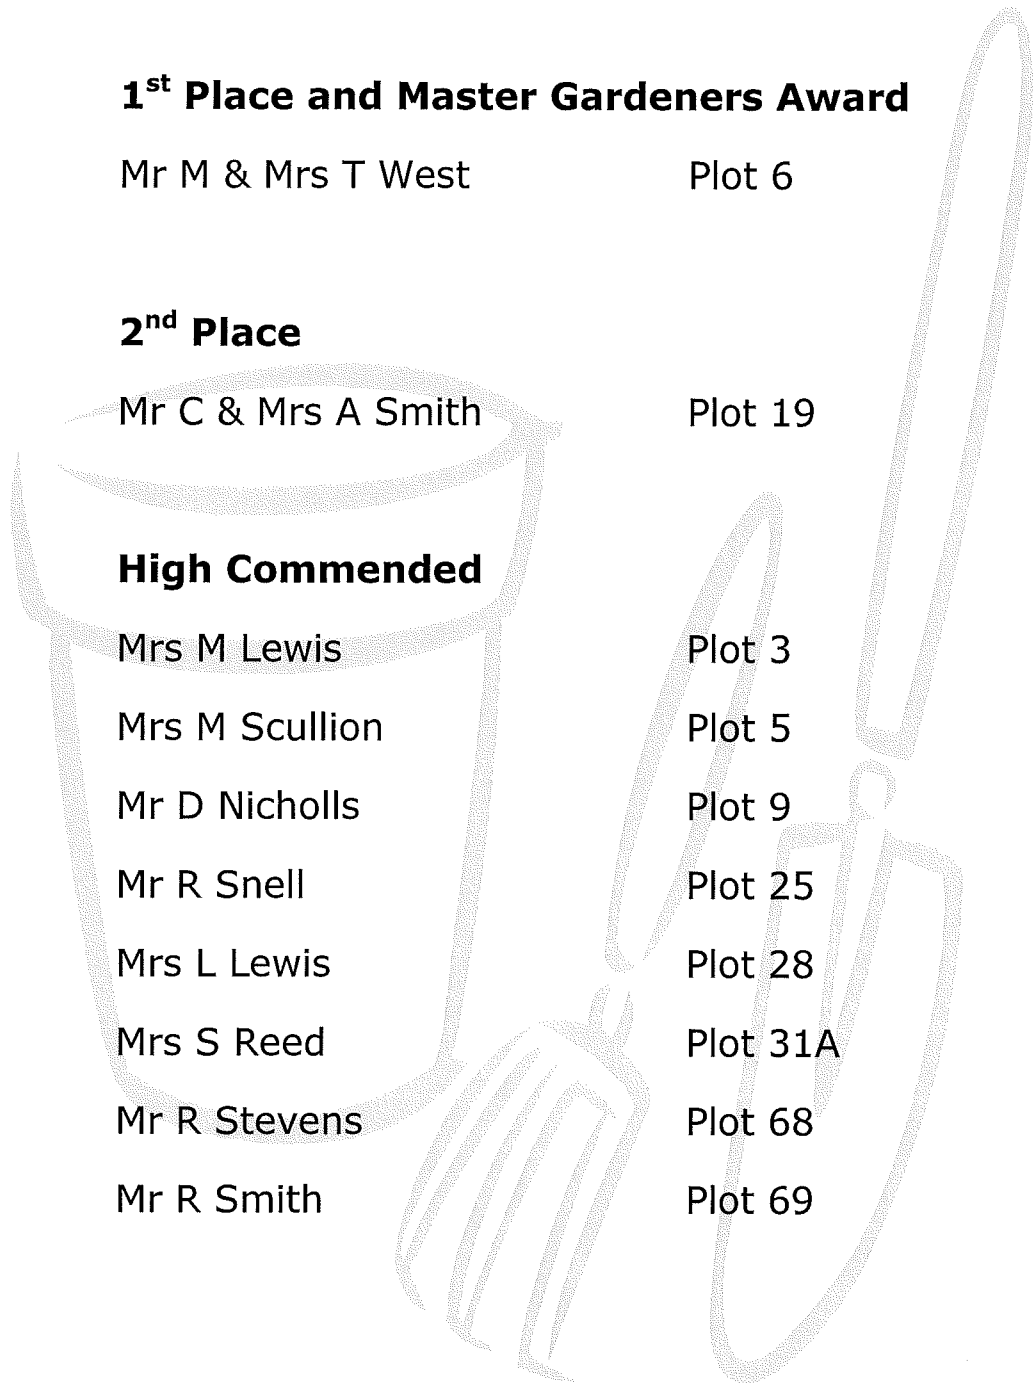 1st Place and Master Gardeners Award
Mr M & Mrs T West Plot 6
2nd Place
Mr C & Mrs A Smith Plot 19
High Commended
Mrs M Lewis Plot 3
Mrs M Scullion Plot 5
Mr D Nicholls Plot 9
Mr R Snell Plot 25
Mrs L Lewis Plot 28
Mrs S Reed Plot 31A
Mr R Stevens Plot 68
Mr R Smith Plot 69